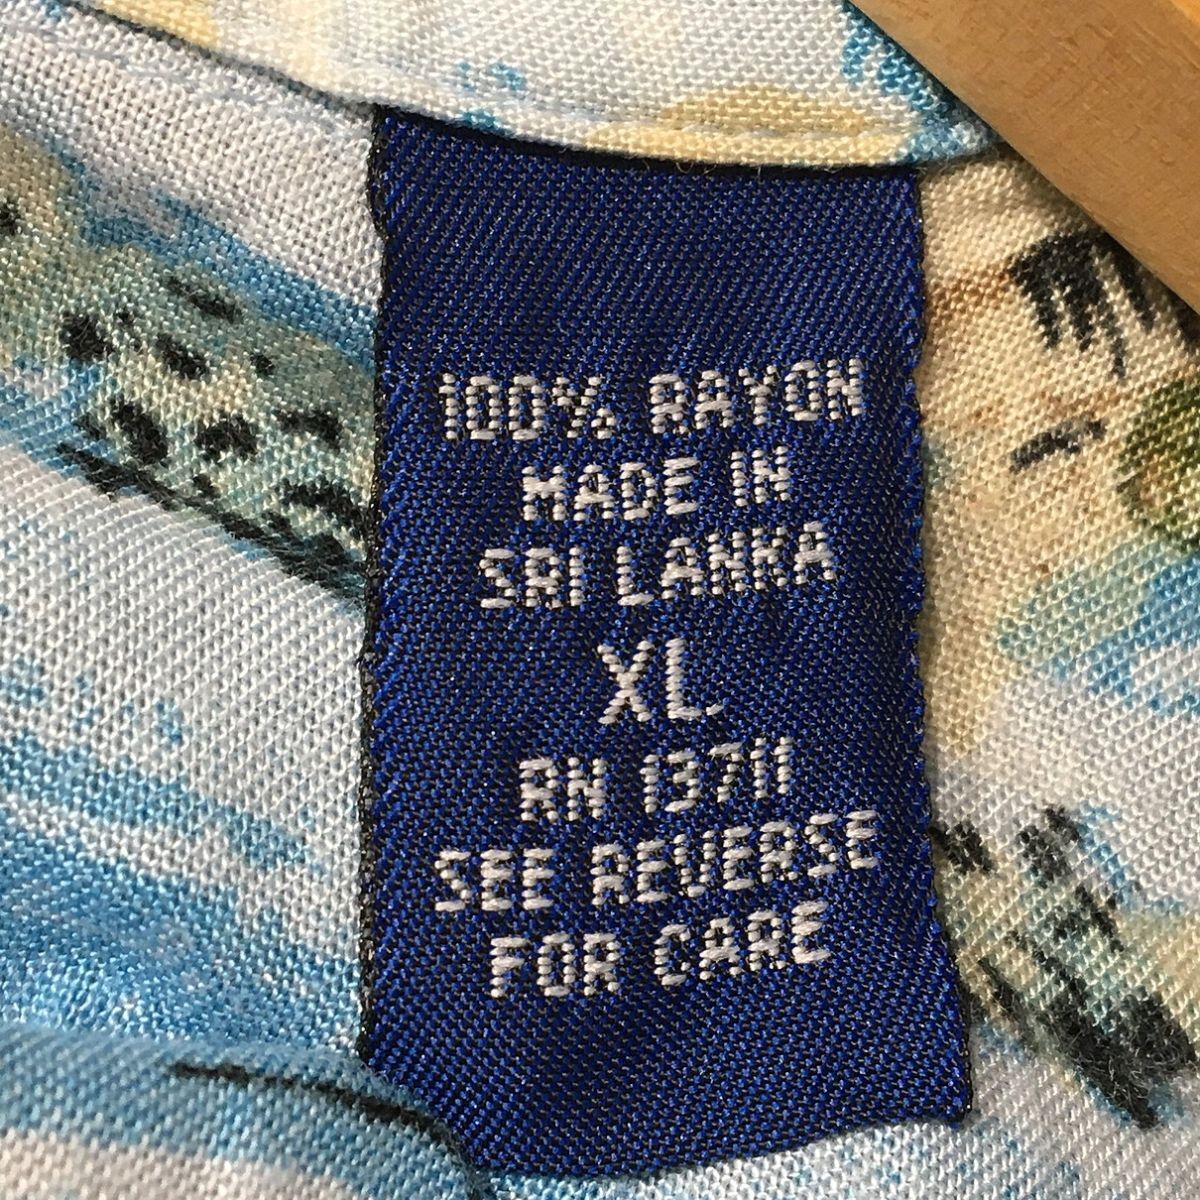 100% RAYON
MADE IN
SRI LANKA
XL
RN 13711
SEE REVERSE
FOR CARE